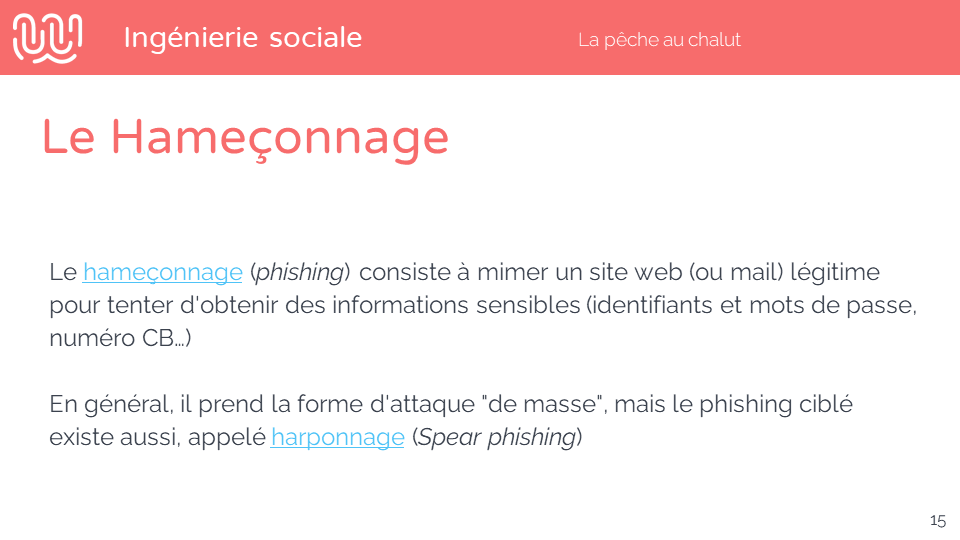 Ingénierie sociale
La pêche au chalut
Le Hameçonnage
Le hameçonnage (phishing) consiste à mimer un site web (ou mail) légitime
pour tenter d'obtenir des informations sensibles (identifiants et mots de passe,
numéro CB…)
En général, il prend la forme d'attaque "de masse", mais le phishing ciblé
existe aussi, appelé harponnage (Spear phishing)
15